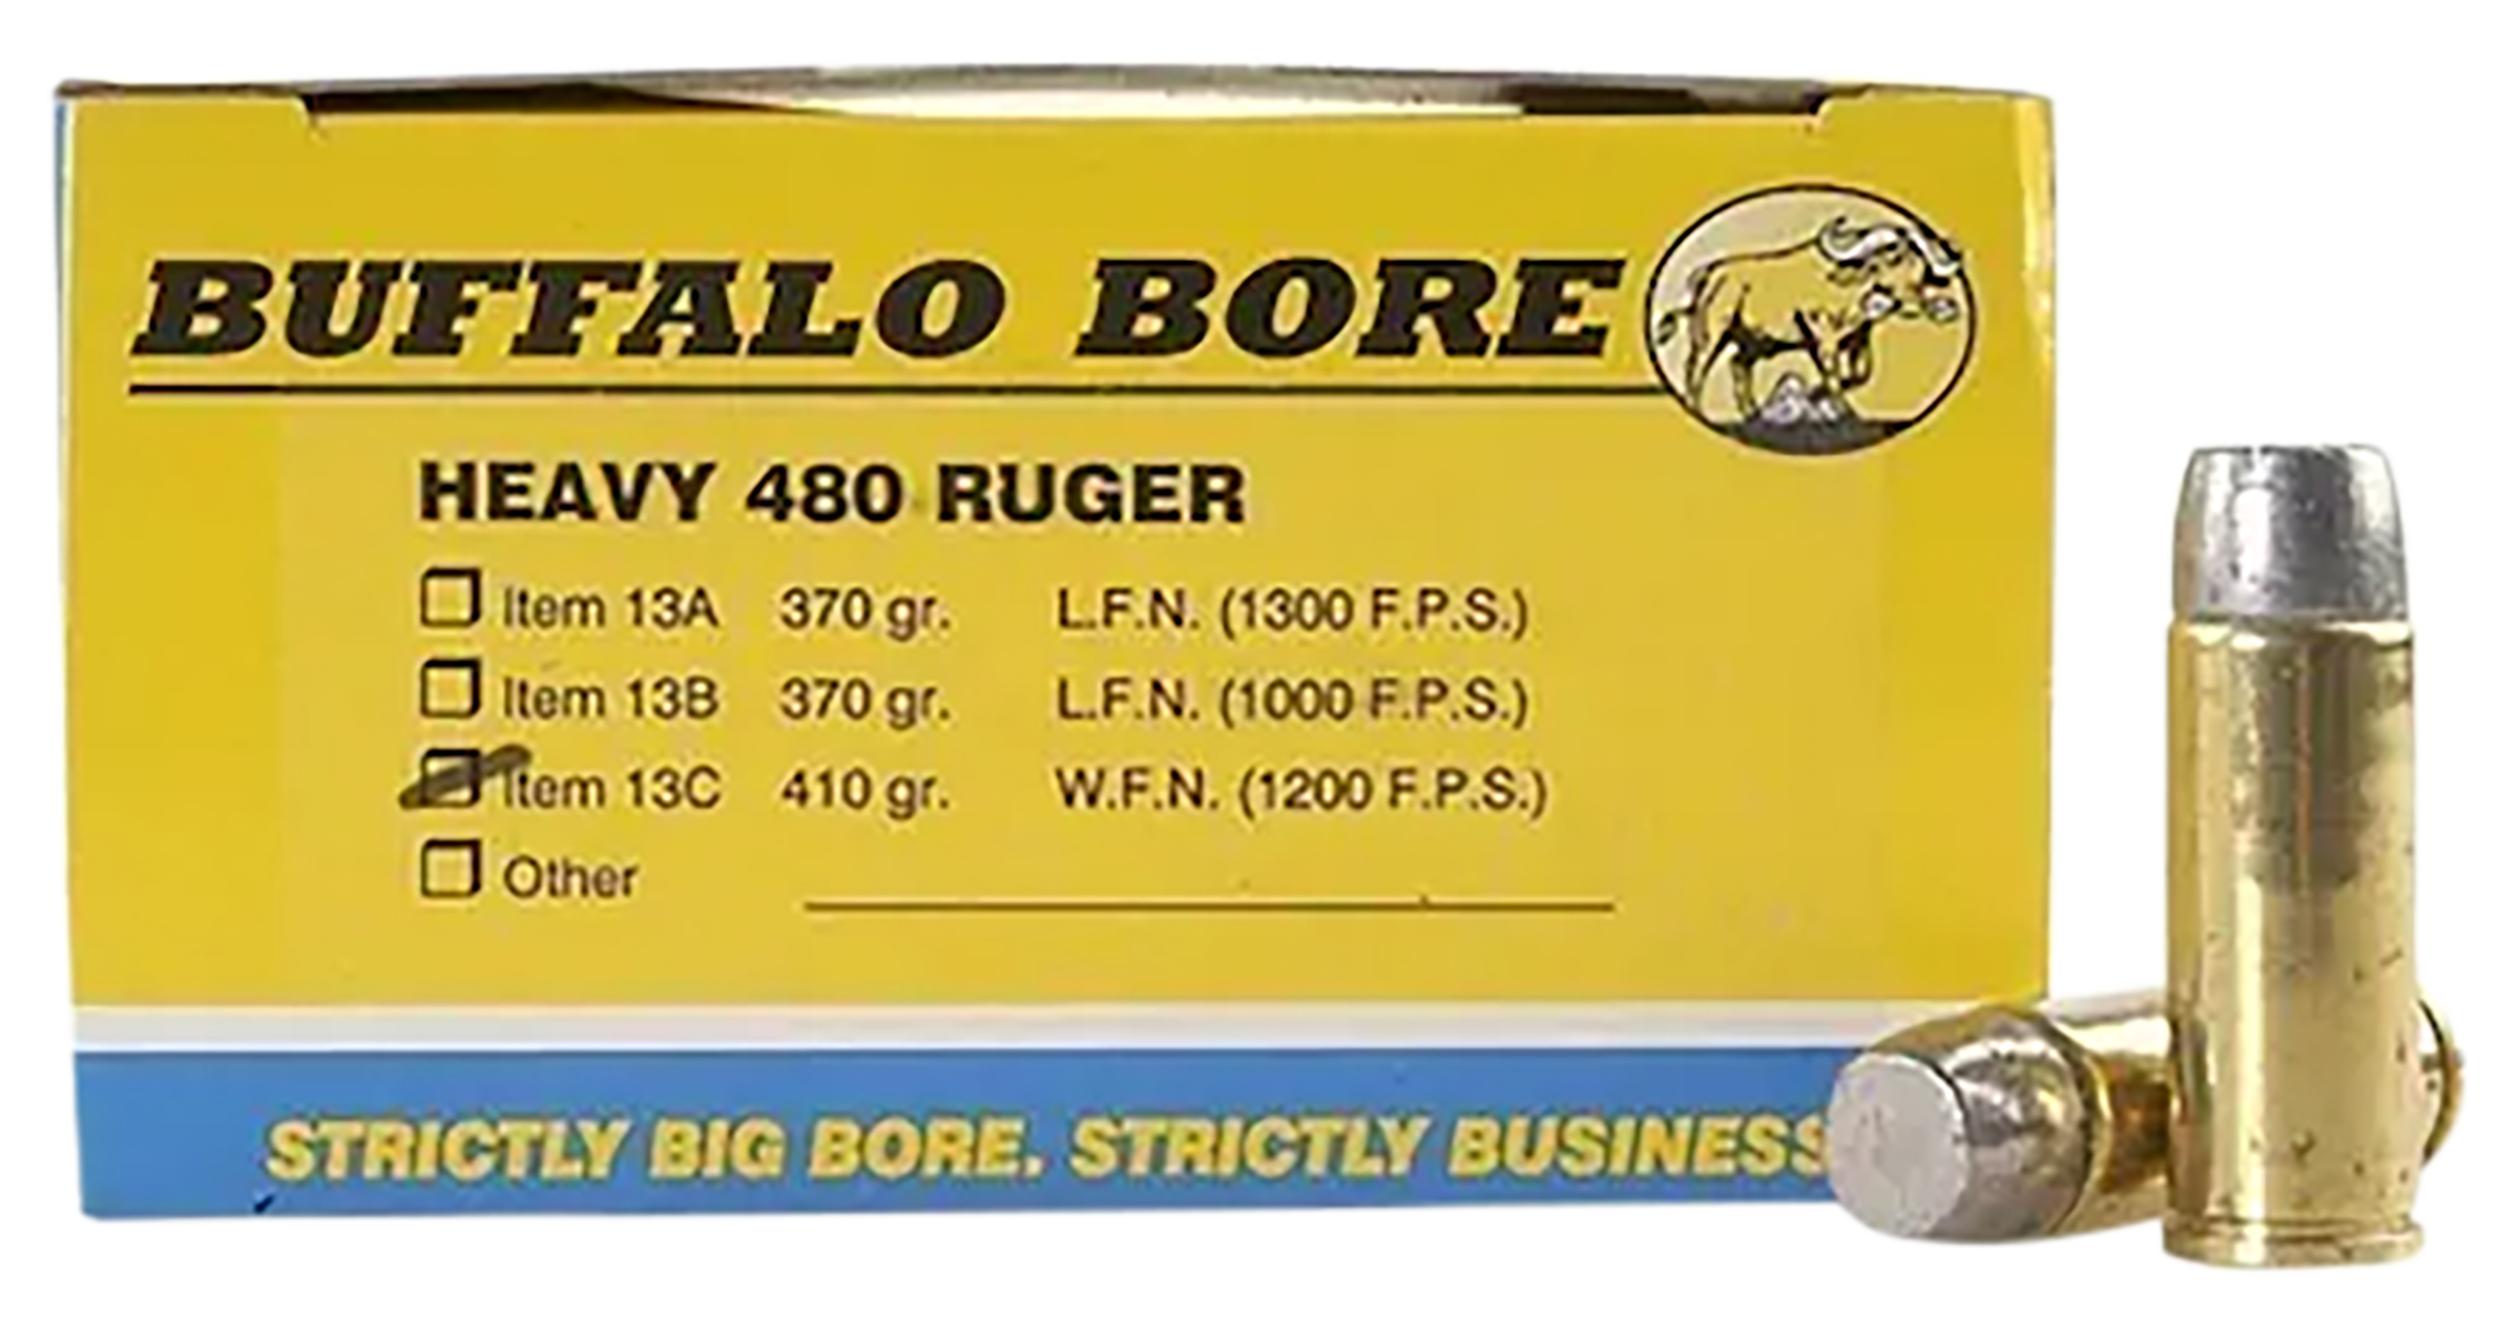 BUFFALO BORE
HEAVY 480 RUGER
Item 13A 370 gr. L.F.N. (1300 F.P.S.)
Item 13B 370 gr. L.F.N. (1000 F.P.S.)
Item 13C 410 gr. W.F.N. (1200 F.P.S.)
Other
STRICTLY BIG BORE. STRICTLY BUSINESS